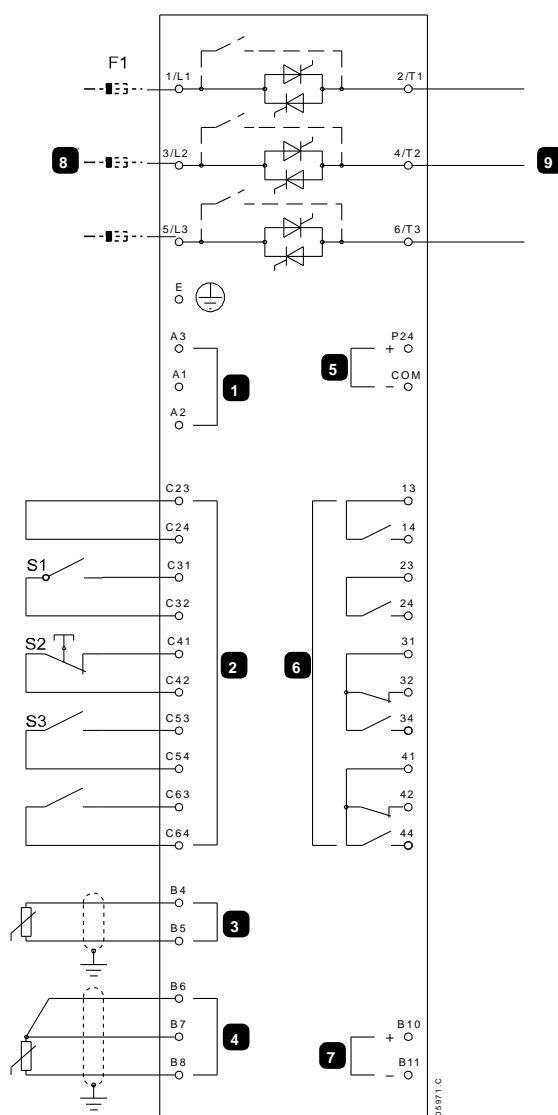 F1
1/L1
2/T1
8
3/L2
4/T2
9
5/L3
6/T3
E
A3
P24
+
5
1
A1
COM
-
A2
C23
13
C24
14
S1
C31
23
C32
24
S2
C41
31
2
6
C42
32
S3
C53
34
C54
41
C63
42
C64
44
B4
3
B5
B6
4
B7
B10
+
7
B8
B11
-
05971.C